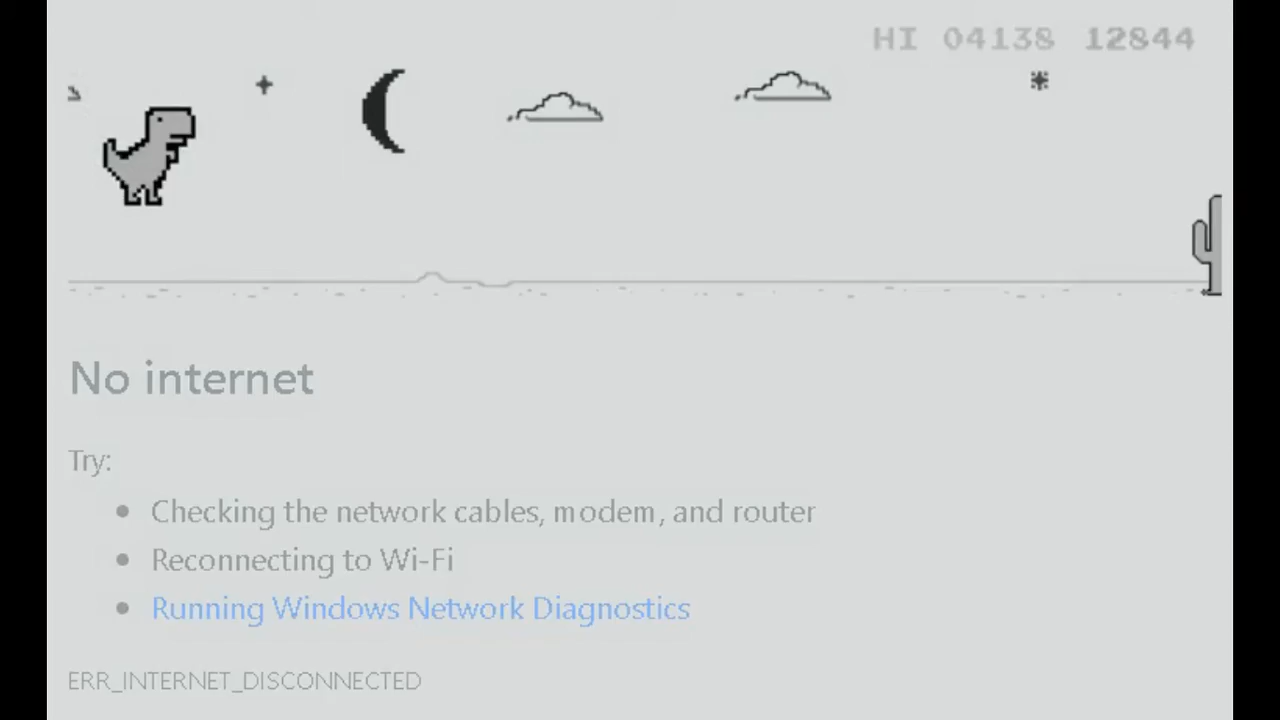 HI 04138 12844
No internet
Try:
Checking the network cables, modem, and router
Reconnecting to Wi-Fi
Running Windows Network Diagnostics
ERR_INTERNET_DISCONNECTED